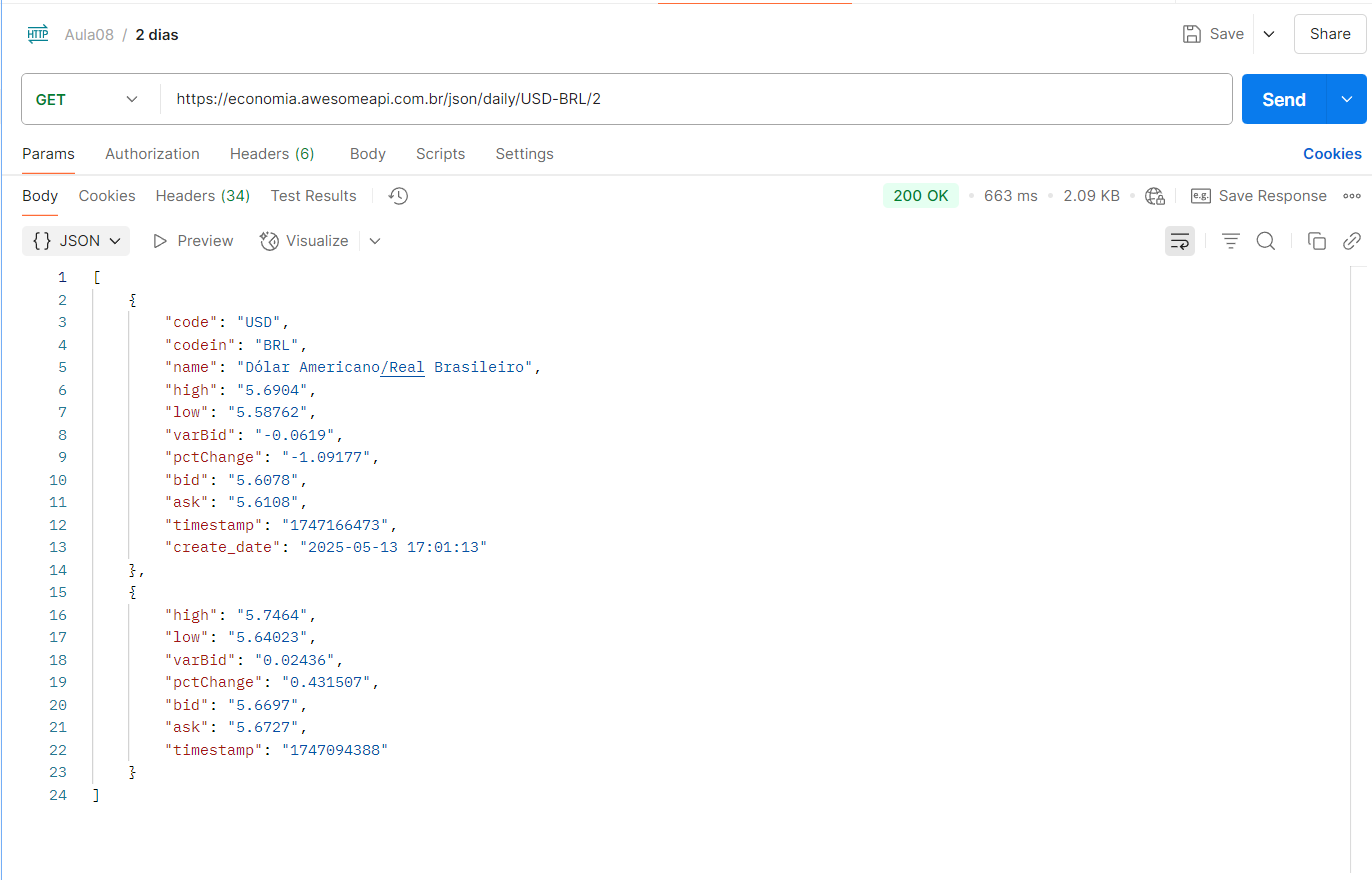 HTTP Aula08 / 2 dias Save Share
GET https://economia.awesomeapi.com.br/json/daily/USD-BRL/2 Send
Params Authorization Headers (6) Body Scripts Settings Cookies
Body Cookies Headers (34) Test Results 200 OK • 663 ms • 2.09 KB • e.g. Save Response
{} JSON Preview Visualize
1 [
2 {
3 "code": "USD",
4 "codein": "BRL",
5 "name": "Dólar Americano/Real Brasileiro",
6 "high": "5.6904",
7 "low": "5.58762",
8 "varBid": "-0.0619",
9 "pctChange": "-1.09177",
10 "bid": "5.6078",
11 "ask": "5.6108",
12 "timestamp": "1747166473",
13 "create_date": "2025-05-13 17:01:13"
14 },
15 {
16 "high": "5.7464",
17 "low": "5.64023",
18 "varBid": "0.02436",
19 "pctChange": "0.431507",
20 "bid": "5.6697",
21 "ask": "5.6727",
22 "timestamp": "1747094388"
23 }
24 ]